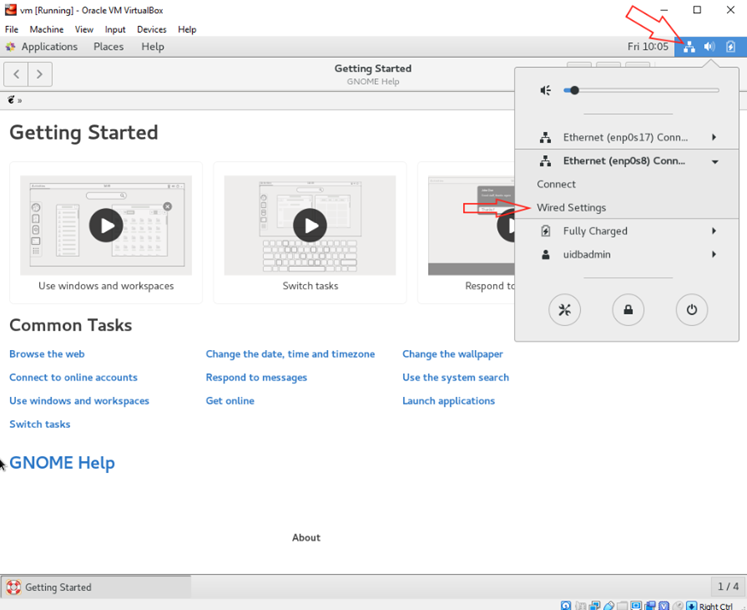 vm [Running] - Oracle VM VirtualBox
File Machine View Input Devices Help
Applications Places Help Fri 10:05
Getting Started
GNOME Help
»
Getting Started
Ethernet (enp0s17) Conn...
Ethernet (enp0s8) Conn...
Connect
Wired Settings
Fully Charged
uidbadmin
Use windows and workspaces
Switch tasks
Respond to
Common Tasks
Browse the web
Change the date, time and timezone
Change the wallpaper
Connect to online accounts
Respond to messages
Use the system search
Use windows and workspaces
Get online
Launch applications
Switch tasks
GNOME Help
About
Getting Started
1 / 4
Right Ctrl